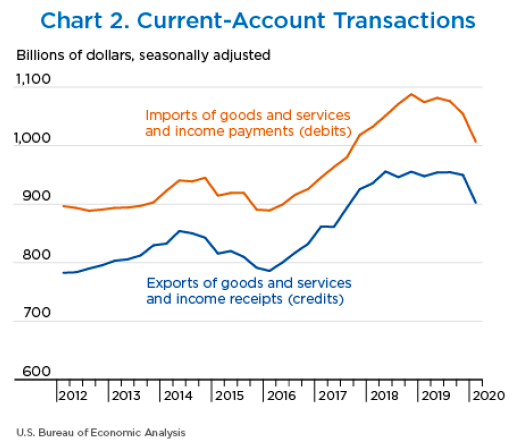 Chart 2. Current-Account Transactions
Billions of dollars, seasonally adjusted
1,100
Imports of goods and services
and income payments (debits)
1,000
900
800
Exports of goods and services
and income receipts (credits)
700
600
2012 2013 2014 2015 2016 2017 2018 2019 2020
U.S. Bureau of Economic Analysis